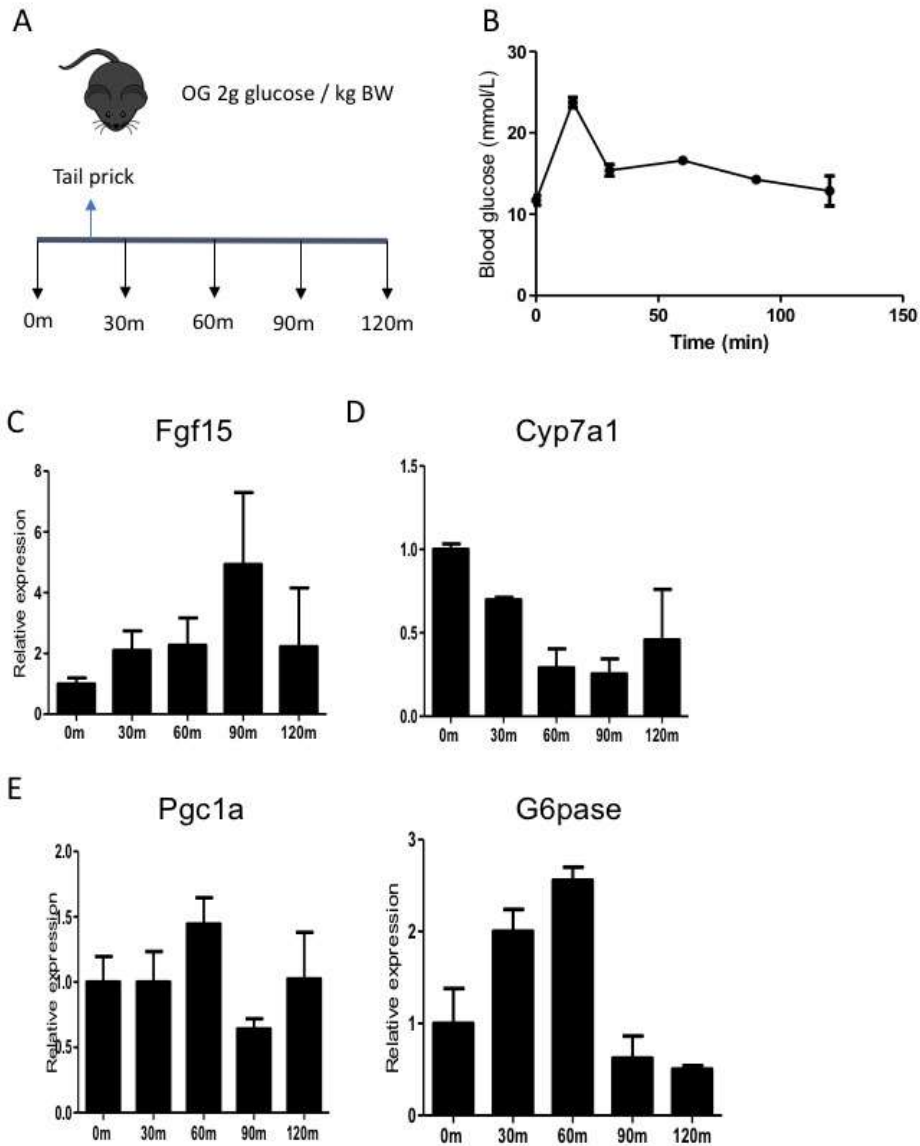 A
OG 2g glucose / kg BW
Tail prick
0m 30m 60m 90m 120m
B
Blood glucose (mmol/L)
30
20
10
0
0 50 100 150
Time (min)
C
Fgf15
Relative expression
8
6
4
2
0
0m 30m 60m 90m 120m
D
Cyp7a1
1.5
1.0
0.5
0.0
0m 30m 60m 90m 120m
E
Pgc1a
Relative expression
2.0
1.5
1.0
0.5
0.0
0m 30m 60m 90m 120m
G6pase
Relative expression
3
2
1
0
0m 30m 60m 90m 120m